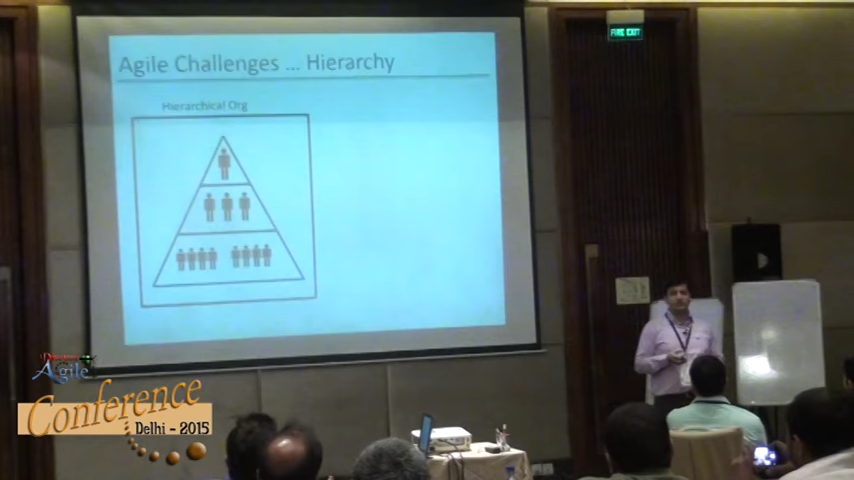 Agile Challenges ... Hierarchy
Hierarchical Org
FIRE EXIT
Agile
Conference
Delhi - 2015